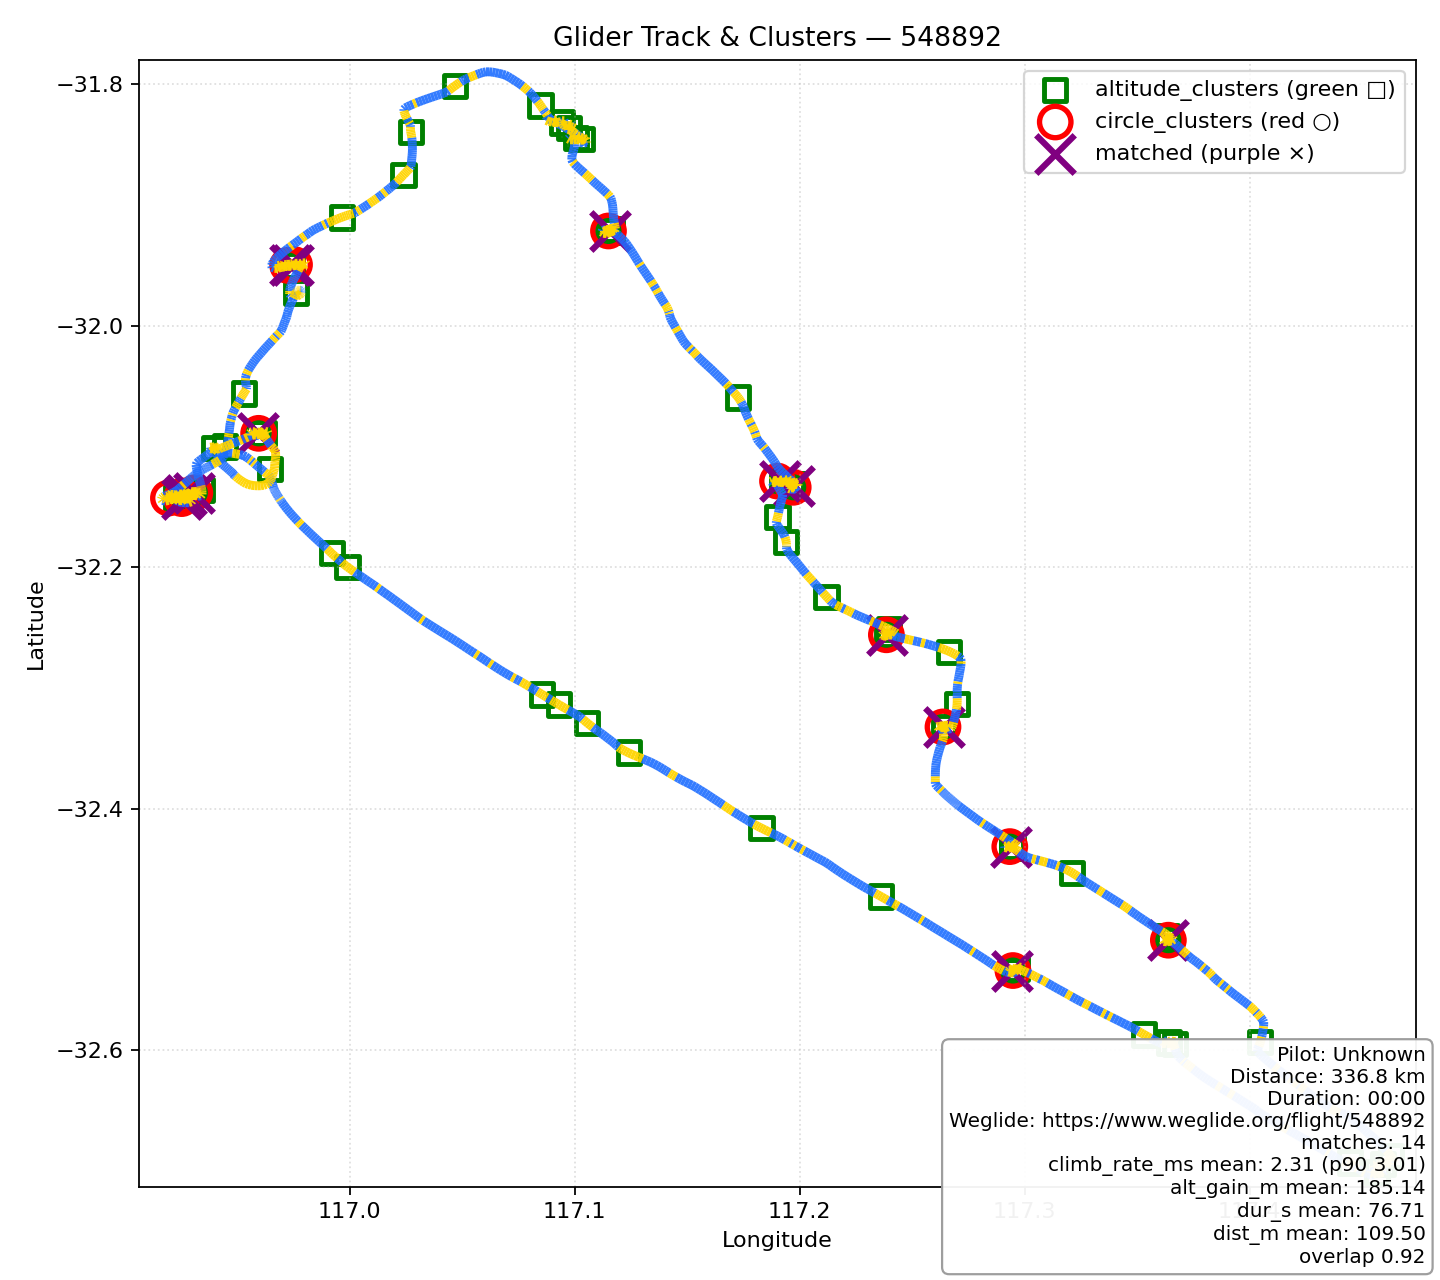 Glider Track & Clusters — 548892
altitude_clusters (green □)
circle_clusters (red ○)
matched (purple ×)
−31.8
−32.0
−32.2
−32.4
−32.6
Latitude
117.0
117.1
117.2
117.3
Longitude
Pilot: Unknown
Distance: 336.8 km
Duration: 00:00
Weglide: https://www.weglide.org/flight/548892
matches: 14
climb_rate_ms mean: 2.31 (p90 3.01)
alt_gain_m mean: 185.14
dur_s mean: 76.71
dist_m mean: 109.50
overlap 0.92